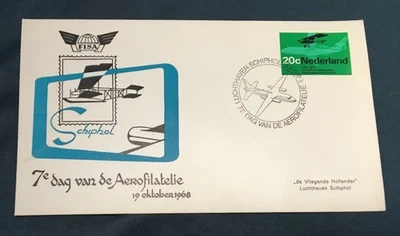 FISA
20c Nederland
LUCHTHAVEN SCHIPHOL
7e DAG VAN DE AEROFILATELIE
Schiphol
7e dag van de Aerofilatelie
19 oktober 1968
„de Vliegende Hollander"
Luchthaven Schiphol